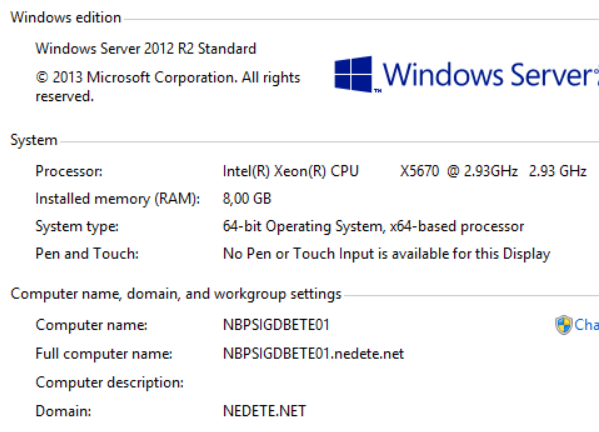 Windows edition
Windows Server 2012 R2 Standard
© 2013 Microsoft Corporation. All rights
reserved.
Windows Server
System
Processor: Intel(R) Xeon(R) CPU X5670 @ 2.93GHz 2.93 GHz
Installed memory (RAM): 8,00 GB
System type: 64-bit Operating System, x64-based processor
Pen and Touch: No Pen or Touch Input is available for this Display
Computer name, domain, and workgroup settings
Computer name: NBPSIGDBETE01
Cha
Full computer name: NBPSIGDBETE01.nedete.net
Computer description:
Domain: NEDETE.NET